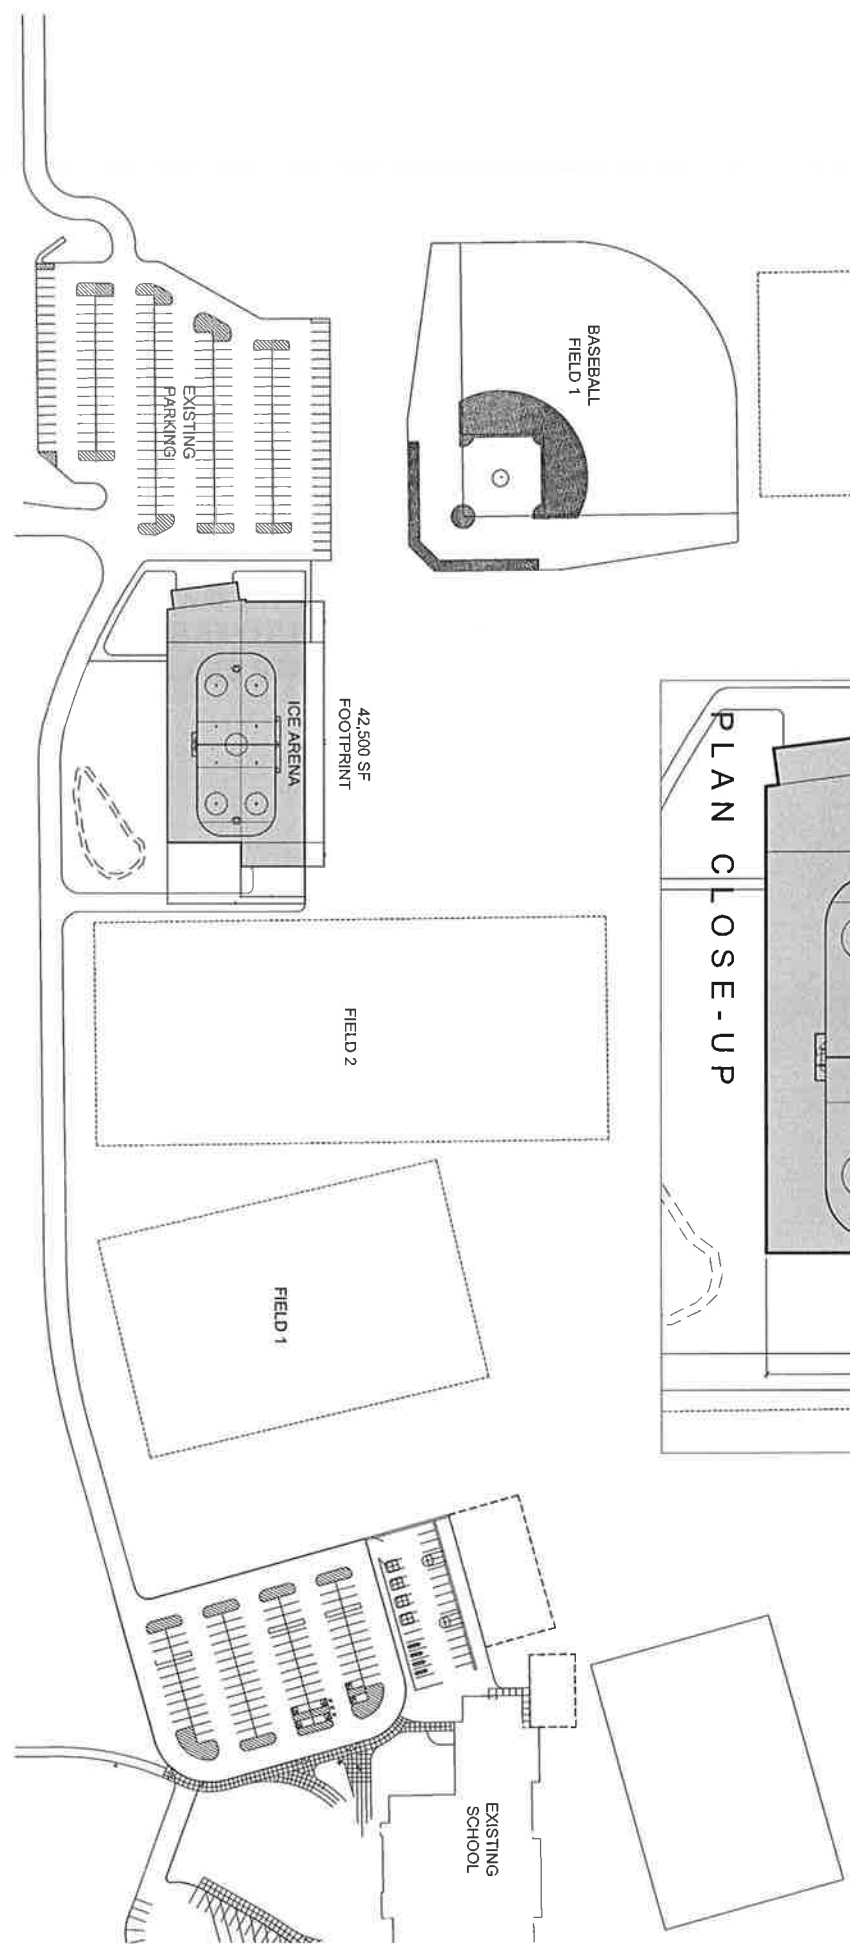 BASEBALL
FIELD 1
EXISTING
PARKING
42,500 SF
FOOTPRINT
ICE ARENA
PLAN CLOSE-UP
FIELD 2
FIELD 1
EXISTING
SCHOOL